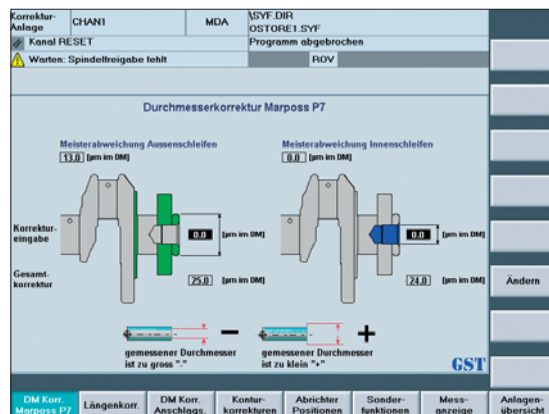 Korrektur-
Anlage
CHAN1
MDA
\SYF.DIR
OSTORE1.SYF
Kanal RESET
Programm abgebrochen
Warten: Spindelfreigabe fehlt
ROV
Durchmesserkorrektur Marposs P7
Meisterabweichung Aussenschleifen
Meisterabweichung Innenschleifen
13.0 [µm im DM]
0.0 [µm im DM]
Korrektur-
eingabe
0.0 [µm im DM]
0.0 [µm im DM]
Gesamt-
korrektur
25.0 [µm im DM]
24.0 [µm im DM]
Ändern
−
+
gemessener Durchmesser
ist zu gross "-"
gemessener Durchmesser
ist zu klein "+"
GST
DM Korr.
Marposs P7
Längenkorr.
DM Korr.
Anschlags.
Kontur-
korrekturen
Abrichter
Positionen
Sonder-
funktionen
Mess-
anzeige
Anlagen-
übersicht